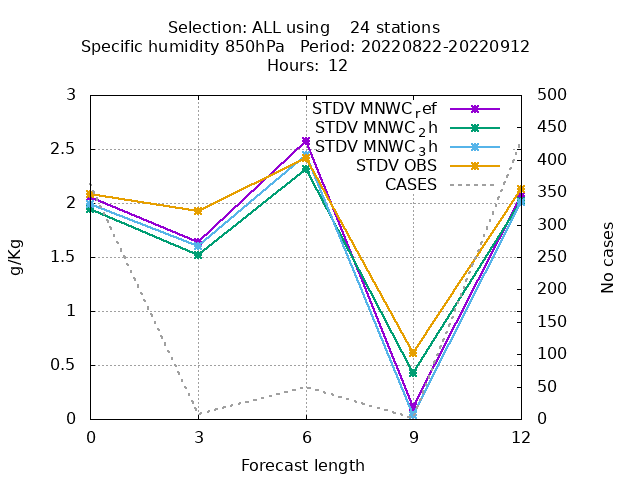 Selection: ALL using    24 stations
Specific humidity 850hPa   Period: 20220822-20220912
Hours:  12
STDV MNWC_ref
STDV MNWC_2h
STDV MNWC_3h
STDV OBS
CASES
3
2.5
2
1.5
1
0.5
0
500
450
400
350
300
250
200
150
100
50
0
g/Kg
No cases
0 3 6 9 12
Forecast length